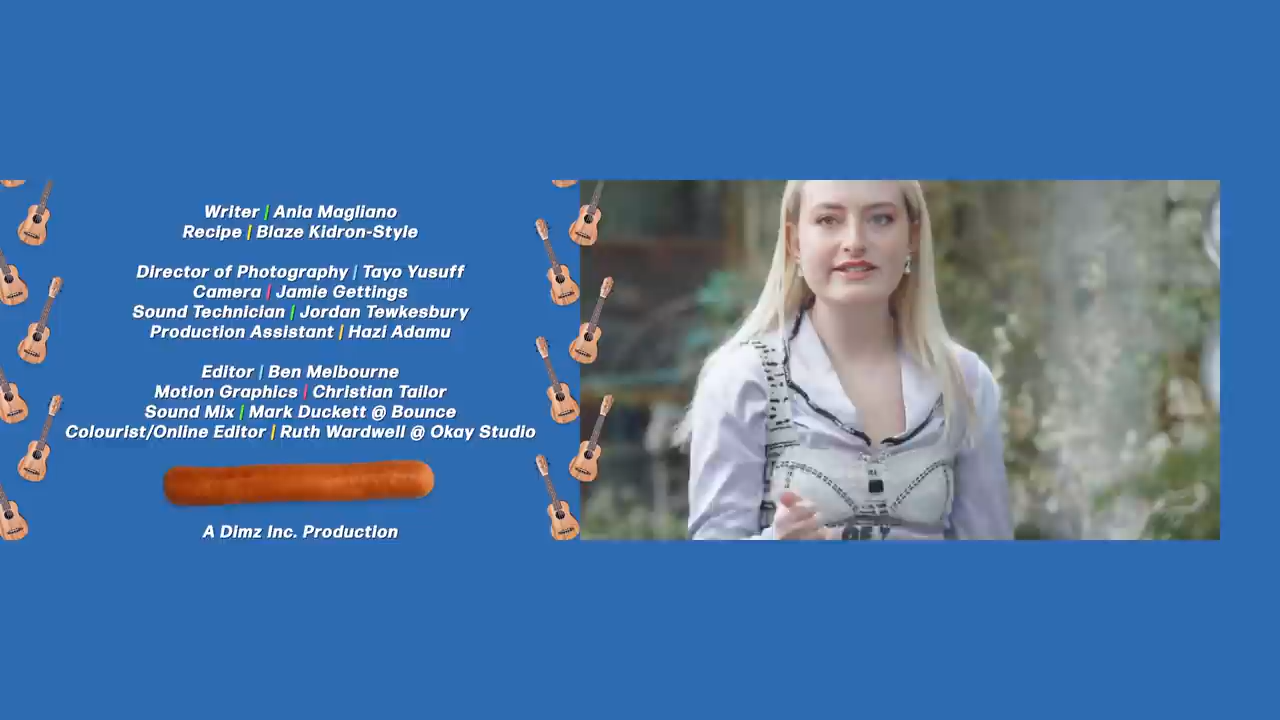 Writer | Ania Magliano
Recipe | Blaze Kidron-Style
Director of Photography | Tayo Yusuff
Camera | Jamie Gettings
Sound Technician | Jordan Tewkesbury
Production Assistant | Hazi Adamu
Editor | Ben Melbourne
Motion Graphics | Christian Tailor
Sound Mix | Mark Duckett @ Bounce
Colourist/Online Editor | Ruth Wardwell @ Okay Studio
A Dimz Inc. Production